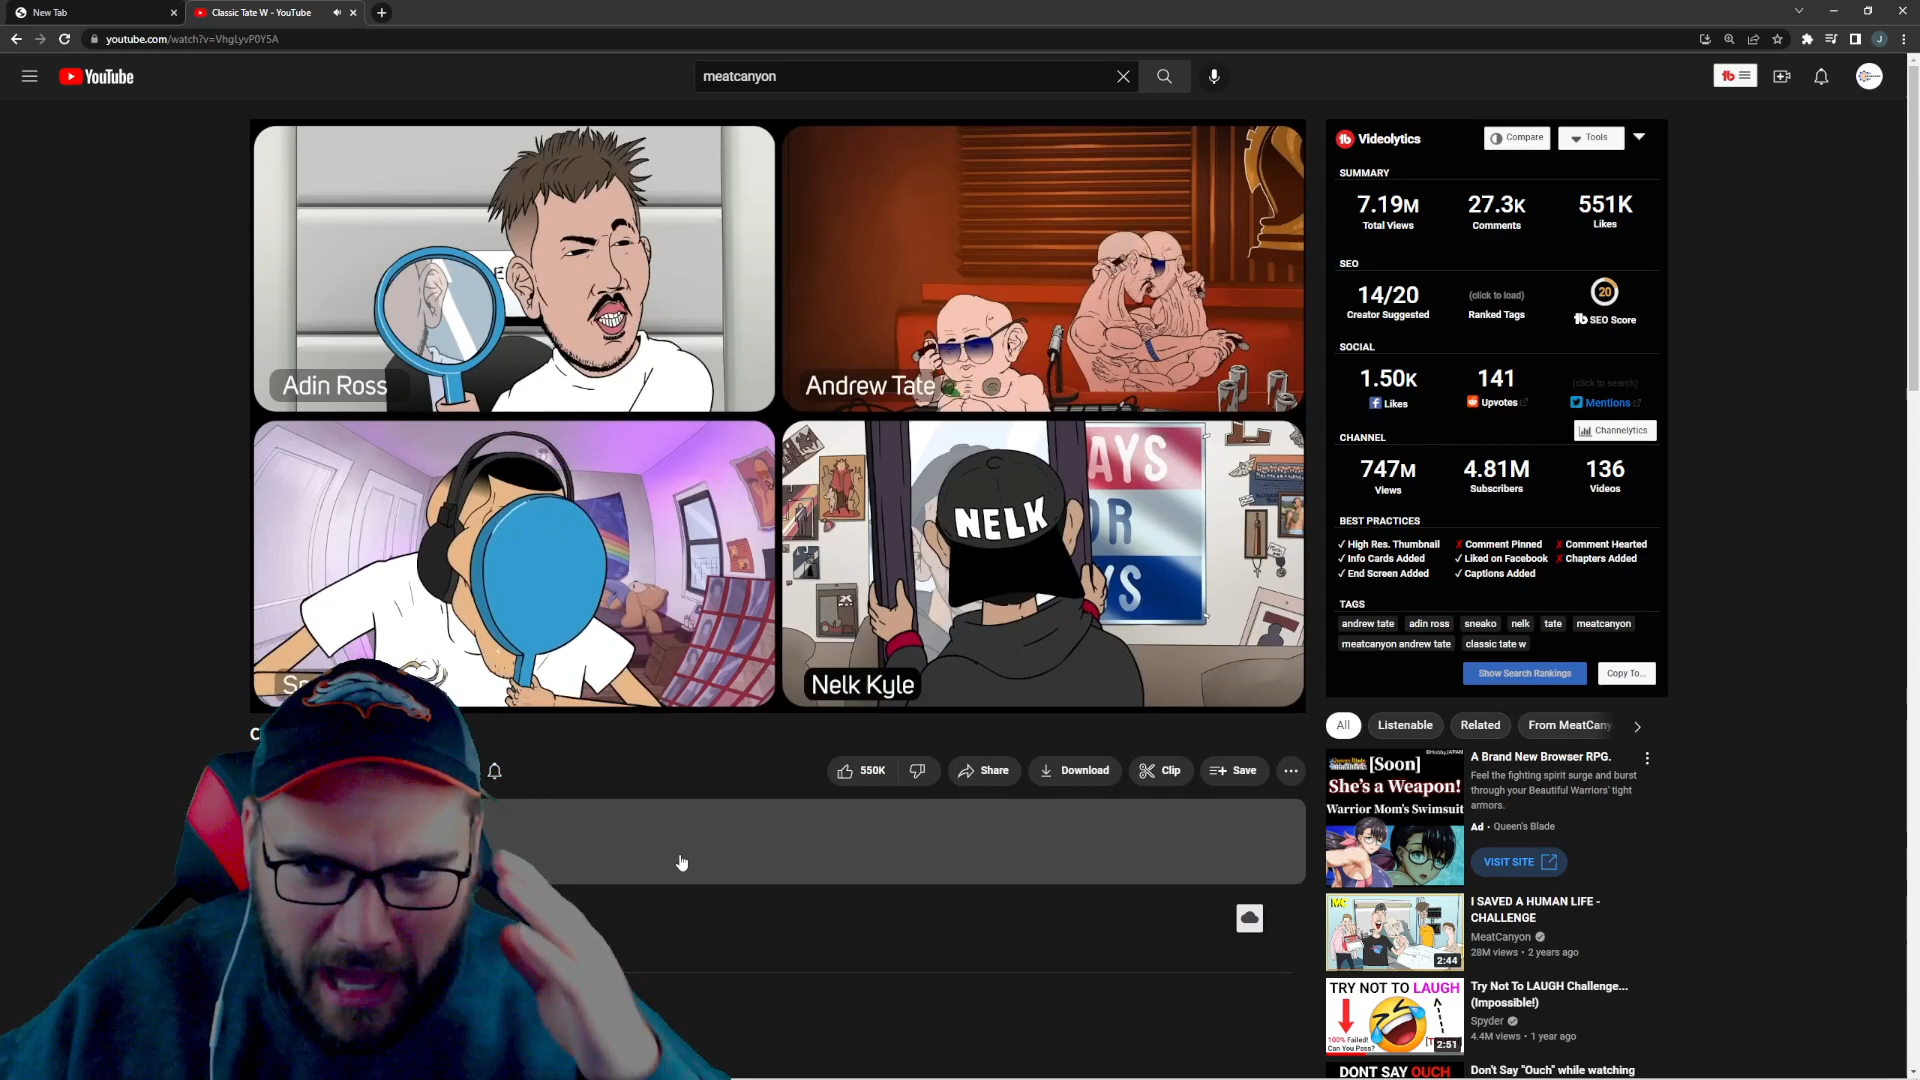 New Tab
Classic Tate W - YouTube
youtube.com/watch?v=VhgLyvP0Y5A
YouTube
meatcanyon
Adin Ross
Andrew Tate
NELK
Nelk Kyle
550K
Share
Download
Clip
Save
Videolytics
Compare
Tools
SUMMARY
7.19M 27.3K 551K
Total Views Comments Likes
SEO
14/20 (click to load) 20
Creator Suggested Ranked Tags SEO Score
SOCIAL
1.50K 141 (click to search)
Likes Upvotes Mentions
Channelytics
CHANNEL
747M 4.81M 136
Views Subscribers Videos
BEST PRACTICES
✓ High Res. Thumbnail ✗ Comment Pinned ✗ Comment Hearted
✓ Info Cards Added ✓ Liked on Facebook ✗ Chapters Added
✓ End Screen Added ✓ Captions Added
TAGS
andrew tate adin ross sneako nelk tate meatcanyon
meatcanyon andrew tate classic tate w
Show Search Rankings Copy To...
All Listenable Related From MeatCany
[Soon]
She's a Weapon!
Warrior Mom's Swimsuit
A Brand New Browser RPG.
Feel the fighting spirit surge and burst
through your Beautiful Warriors' tight
armors.
Ad · Queen's Blade
VISIT SITE
2:44
I SAVED A HUMAN LIFE -
CHALLENGE
MeatCanyon
28M views · 2 years ago
TRY NOT TO LAUGH
100% Failed!
Can You Pass?
2:51
Try Not To LAUGH Challenge...
(Impossible!)
Spyder
4.4M views · 1 year ago
DONT SAY OUCH
Don't Say "Ouch" while watching